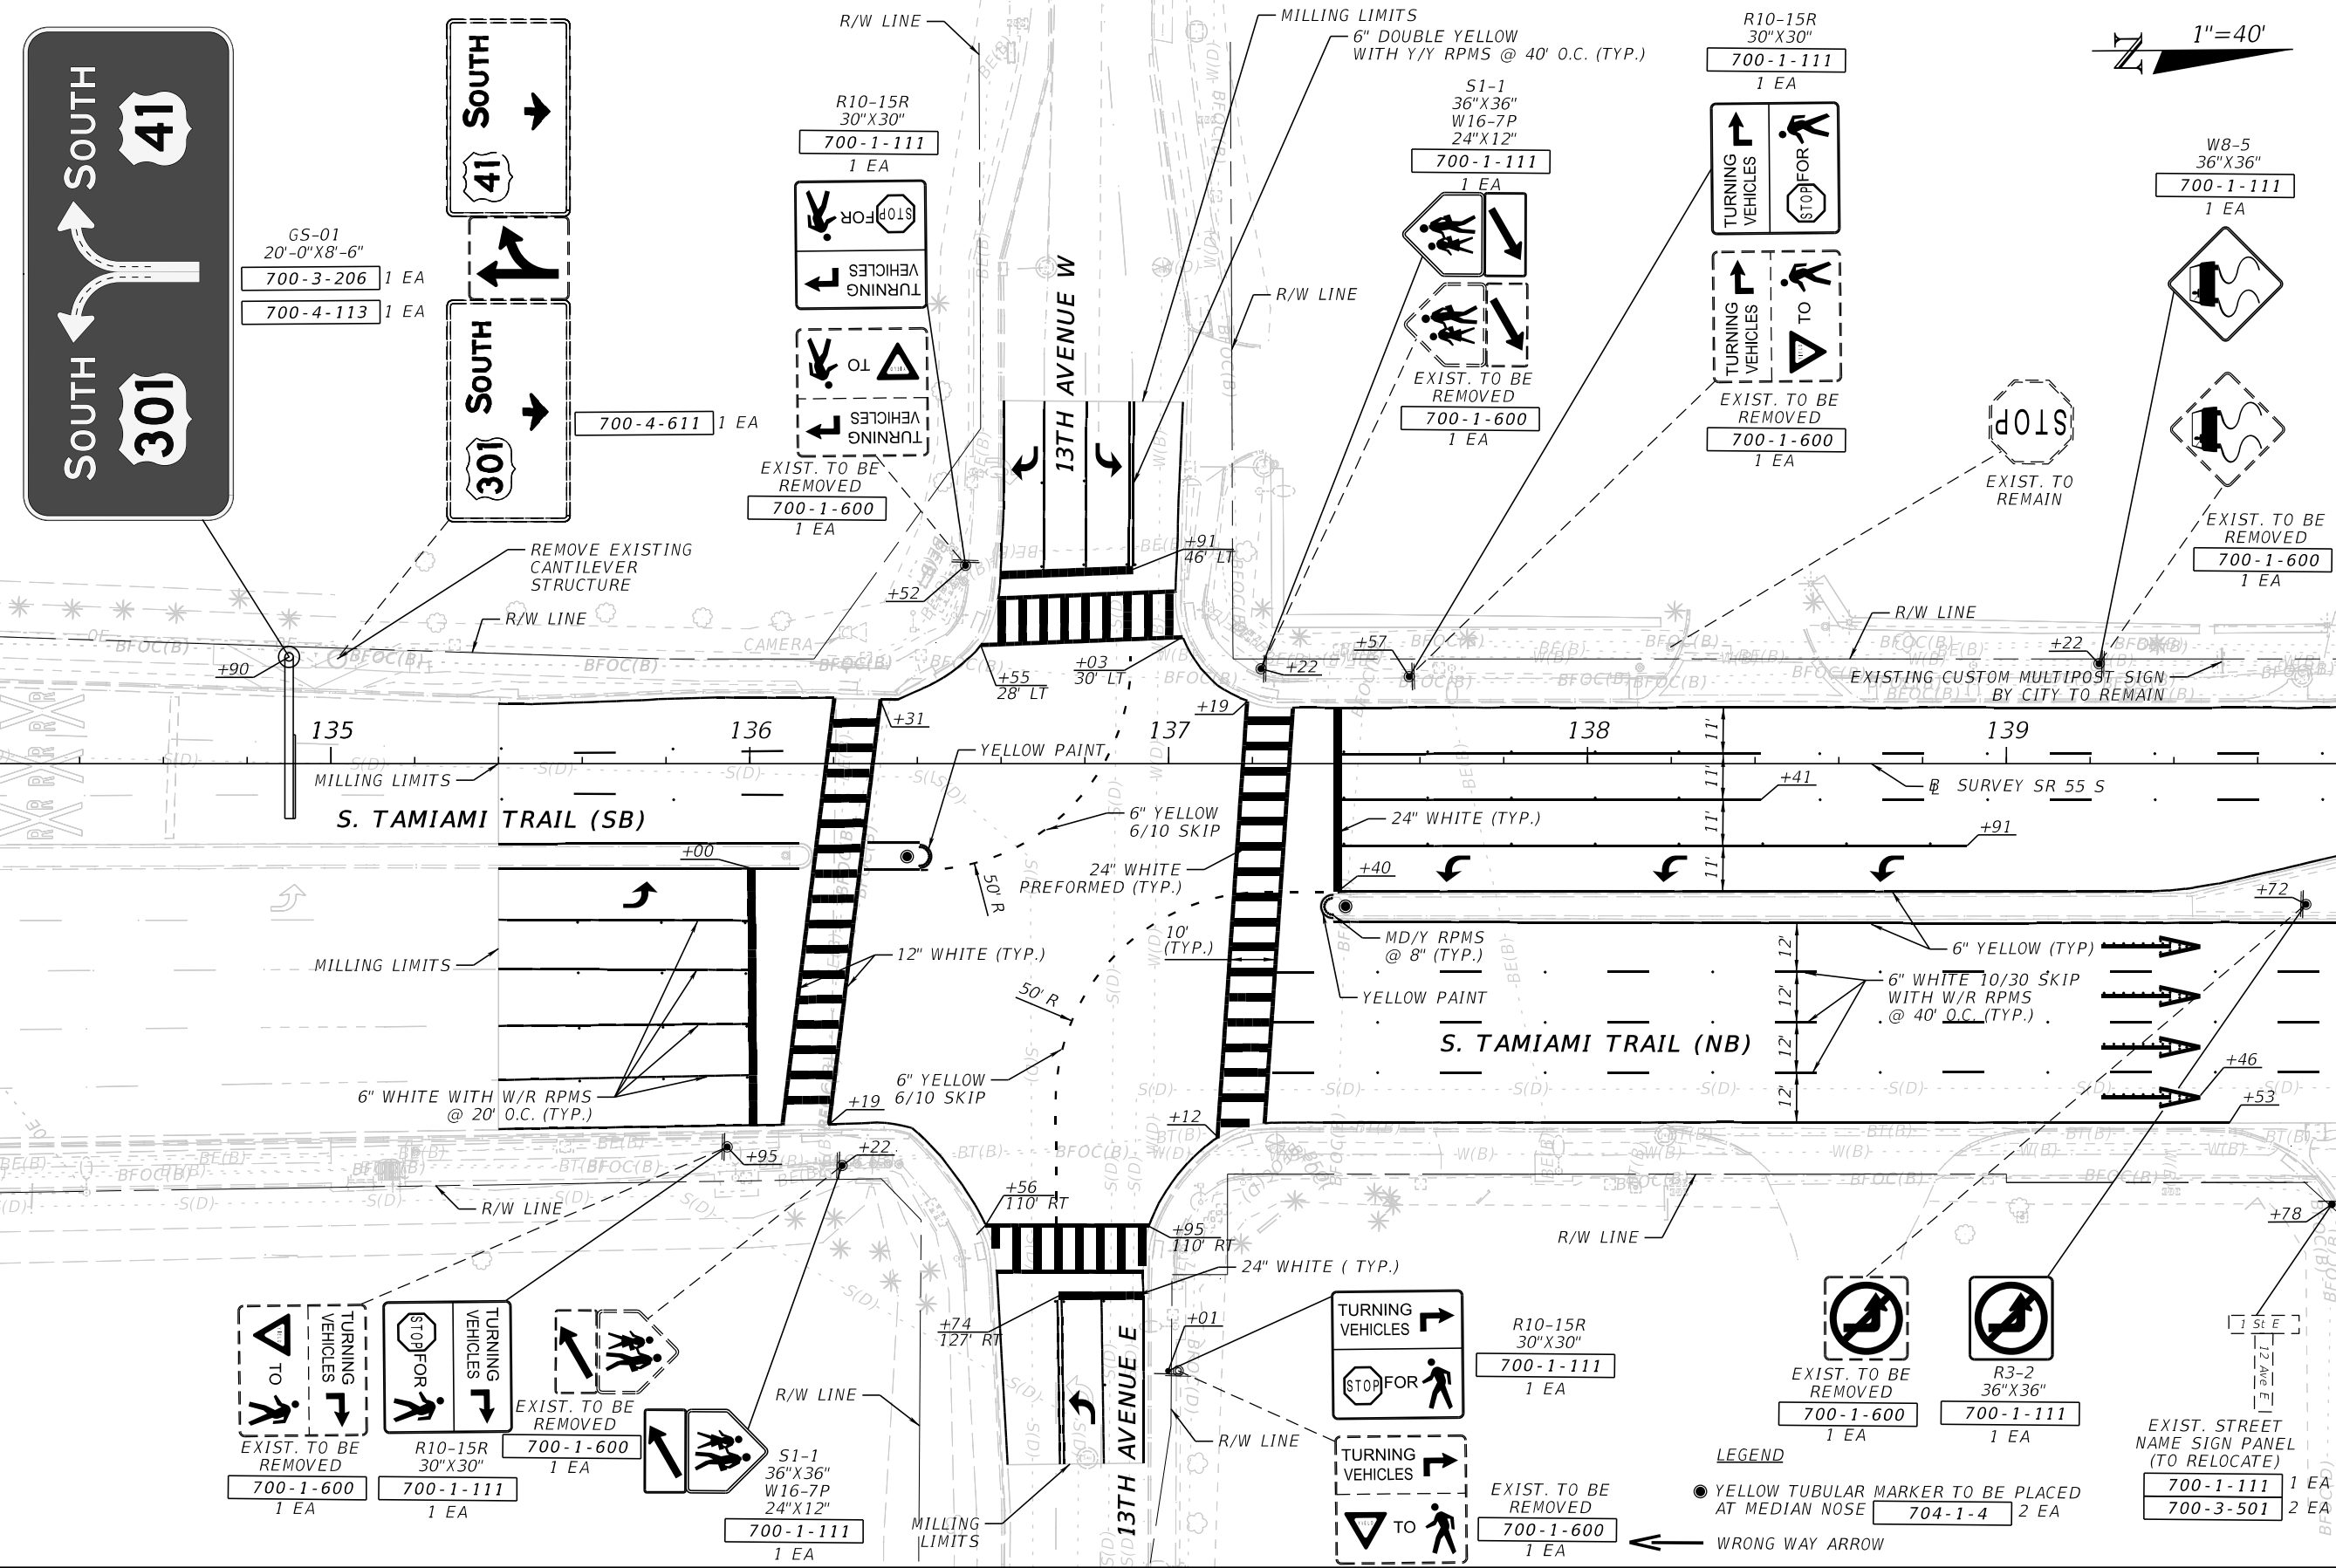 SOUTH 41
SOUTH 301
GS-01
20'-0"X8'-6"
700-3-206 1 EA
700-4-113 1 EA
SOUTH 41
SOUTH 301
700-4-611 1 EA
REMOVE EXISTING
CANTILEVER
STRUCTURE
R/W LINE
+90
R/W LINE
R10-15R
30"X30"
700-1-111
1 EA
TURNING
VEHICLES
STOP FOR
TURNING
VEHICLES
TO
EXIST. TO BE
REMOVED
700-1-600
1 EA
+52
MILLING LIMITS
6" DOUBLE YELLOW
WITH Y/Y RPMS @ 40' O.C. (TYP.)
13TH AVENUE W
R/W LINE
S1-1
36"X36"
W16-7P
24"X12"
700-1-111
1 EA
EXIST. TO BE
REMOVED
700-1-600
1 EA
R10-15R
30"X30"
700-1-111
1 EA
TURNING
VEHICLES
STOP FOR
TURNING
VEHICLES
TO
EXIST. TO BE
REMOVED
700-1-600
1 EA
N
1"=40'
W8-5
36"X36"
700-1-111
1 EA
STOP
EXIST. TO
REMAIN
EXIST. TO BE
REMOVED
700-1-600
1 EA
R/W LINE
+22
EXISTING CUSTOM MULTIPOST SIGN
BY CITY TO REMAIN
+91
46' LT
+55
28' LT
+03
30' LT
+22
+57
CAMERA
+31
+19
135
136
137
138
139
MILLING LIMITS
YELLOW PAINT
S. TAMIAMI TRAIL (SB)
+00
6" YELLOW
6/10 SKIP
24" WHITE
PREFORMED (TYP.)
50' R
24" WHITE (TYP.)
11'
11'
11'
11'
+41
+91
B
L SURVEY SR 55 S
+40
+72
MILLING LIMITS
12" WHITE (TYP.)
10'
(TYP.)
MD/Y RPMS
@ 8" (TYP.)
YELLOW PAINT
12'
12'
12'
12'
6" YELLOW (TYP)
6" WHITE 10/30 SKIP
WITH W/R RPMS
@ 40' O.C. (TYP.)
50' R
S. TAMIAMI TRAIL (NB)
6" YELLOW
6/10 SKIP
6" WHITE WITH W/R RPMS
@ 20' O.C. (TYP.)
+19
+12
+46
+53
+95
+22
R/W LINE
+56
110' RT
+95
110' RT
R/W LINE
+78
24" WHITE ( TYP.)
+74
127' RT
+01
TURNING
VEHICLES
TO
EXIST. TO BE
REMOVED
700-1-600
1 EA
TURNING
VEHICLES
STOP FOR
R10-15R
30"X30"
700-1-111
1 EA
EXIST. TO BE
REMOVED
700-1-600
1 EA
S1-1
36"X36"
W16-7P
24"X12"
700-1-111
1 EA
R/W LINE
MILLING
LIMITS
13TH AVENUE E
R/W LINE
TURNING
VEHICLES
STOP FOR
R10-15R
30"X30"
700-1-111
1 EA
TURNING
VEHICLES
TO
EXIST. TO BE
REMOVED
700-1-600
1 EA
EXIST. TO BE
REMOVED
700-1-600
1 EA
R3-2
36"X36"
700-1-111
1 EA
1 St E
12 Ave E
EXIST. STREET
NAME SIGN PANEL
(TO RELOCATE)
700-1-111 1 EA
700-3-501 2 EA
LEGEND
YELLOW TUBULAR MARKER TO BE PLACED
AT MEDIAN NOSE 704-1-4 2 EA
WRONG WAY ARROW